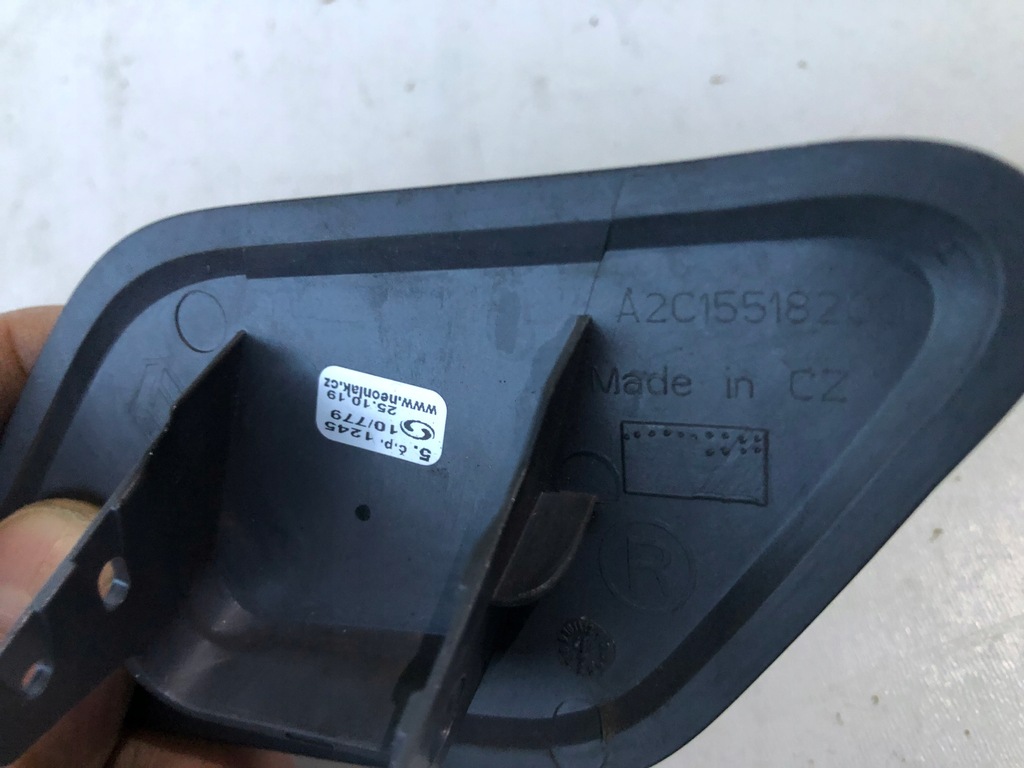 A2C155182
Made in CZ
R
5. č.p. 1245
10/779
25.10.19
www.neonlak.cz